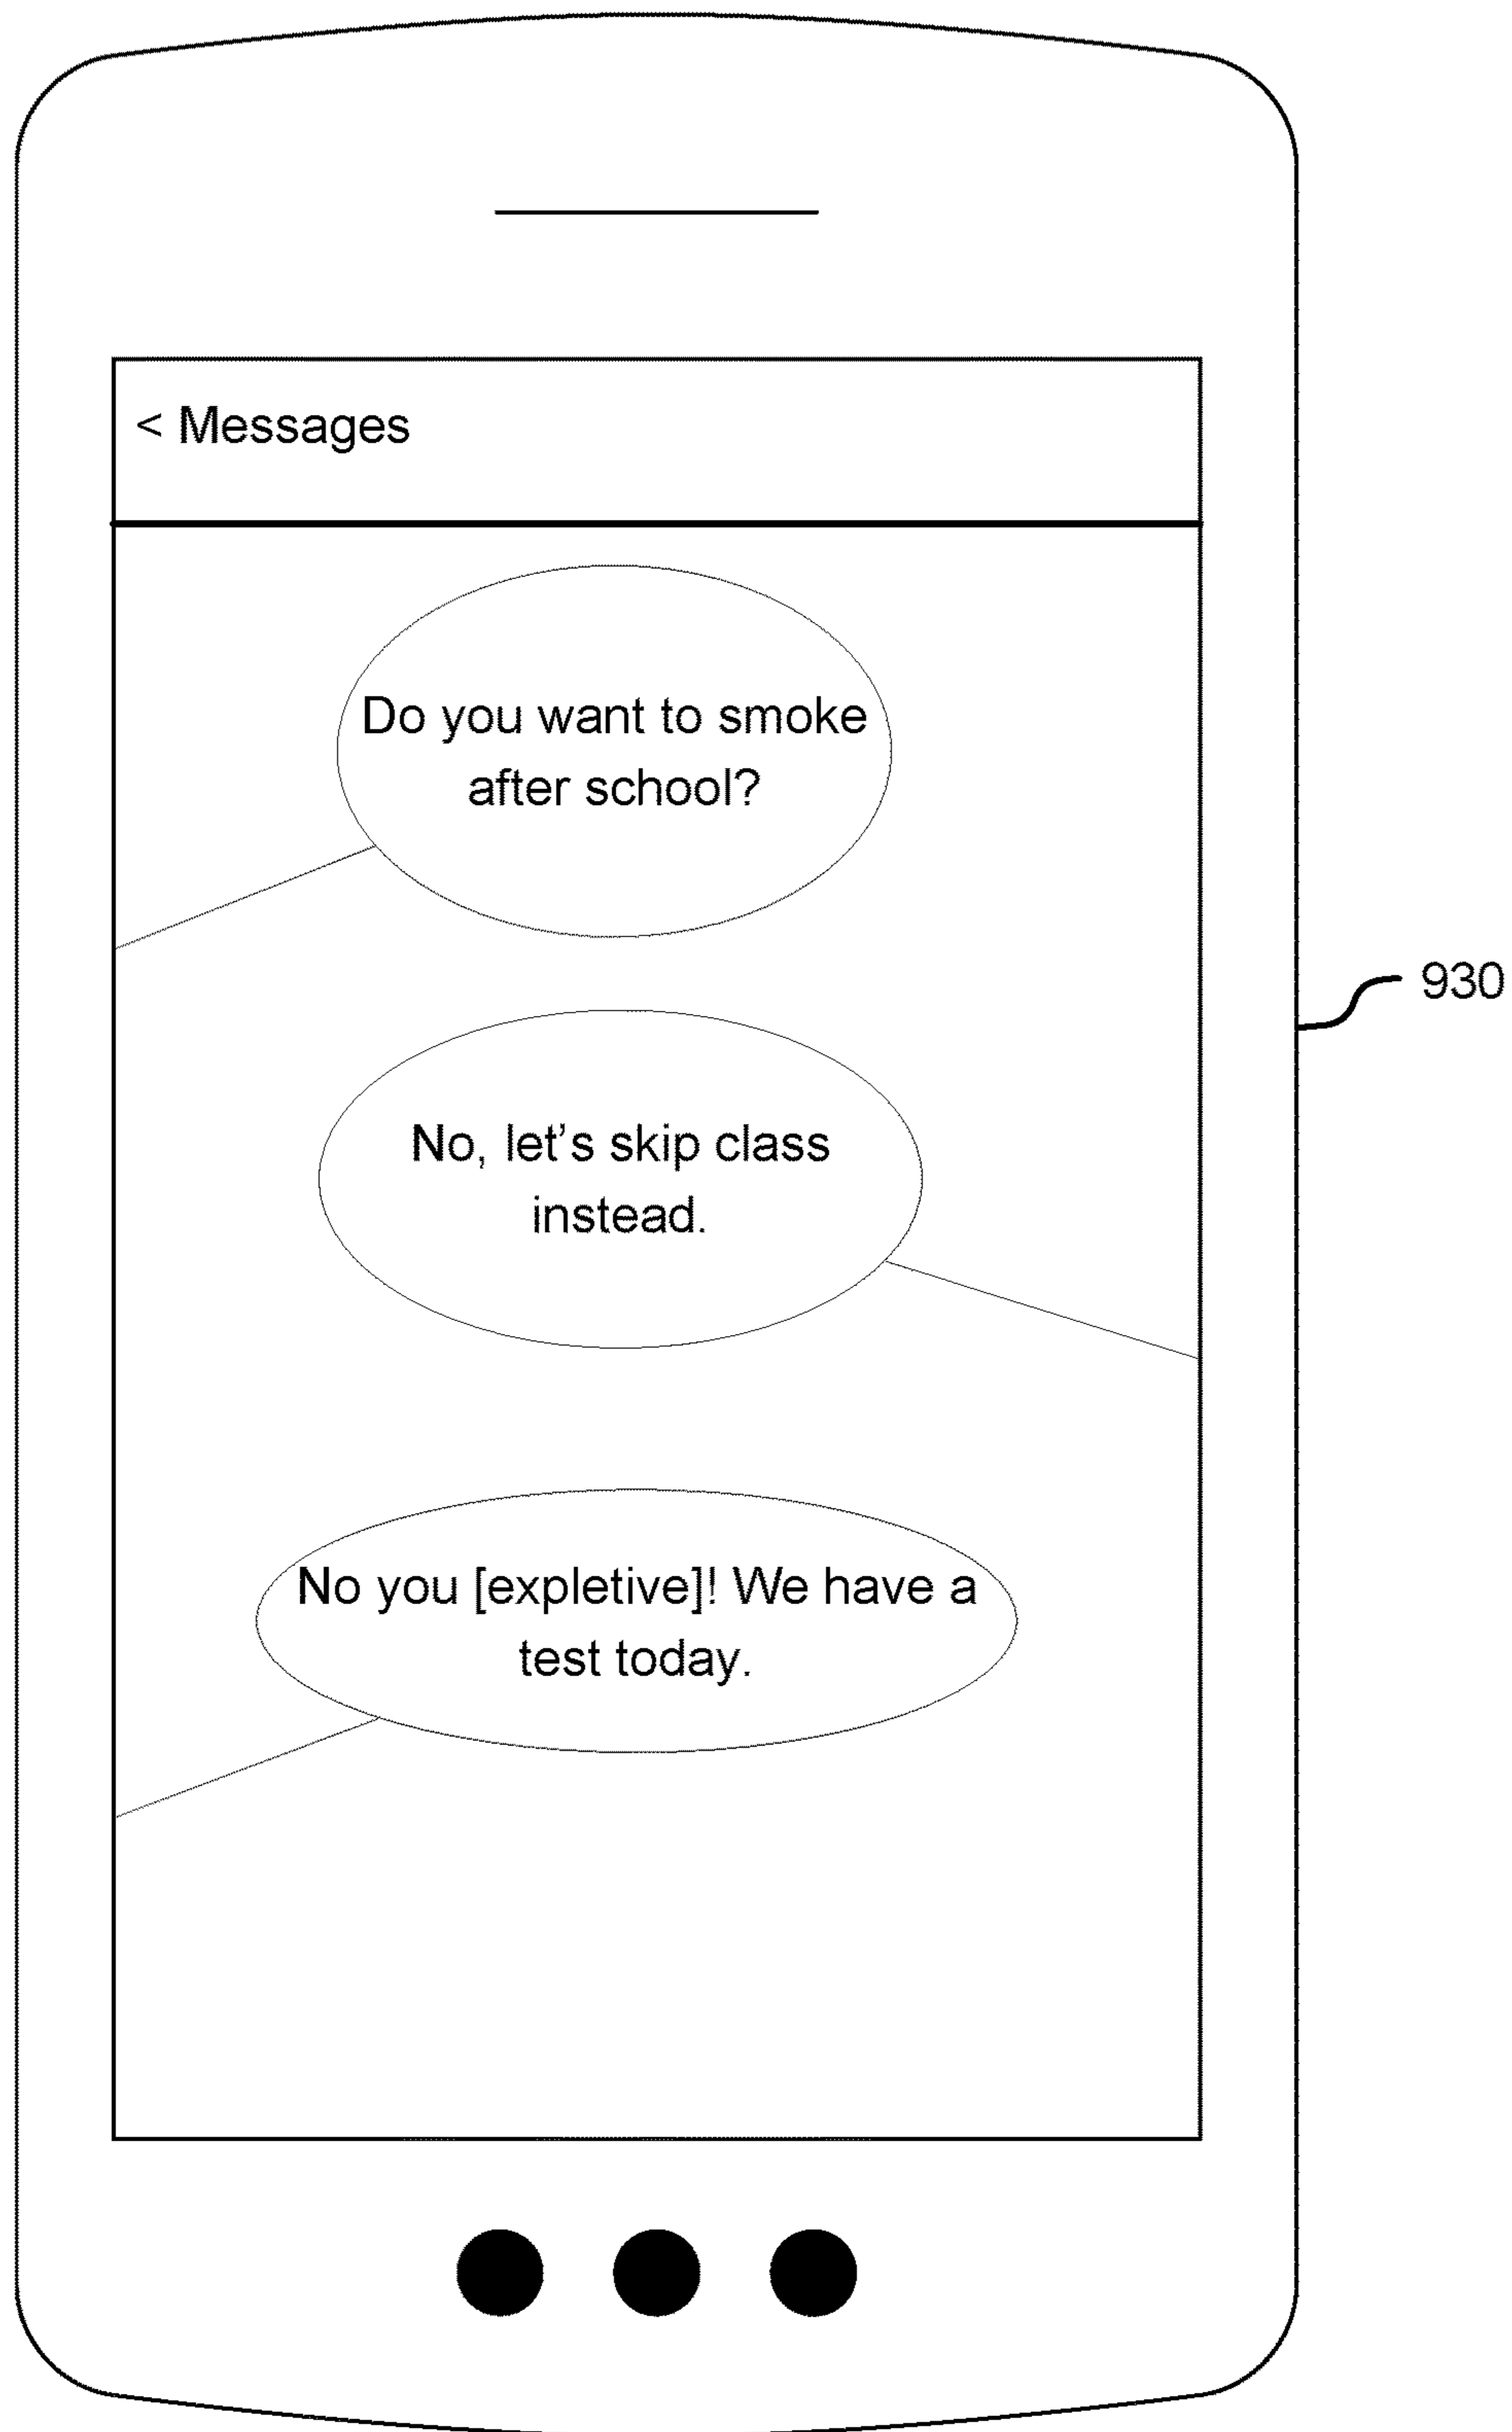 < Messages
Do you want to smoke
after school?
930
No, let's skip class
instead.
No you [expletive]! We have a
test today.